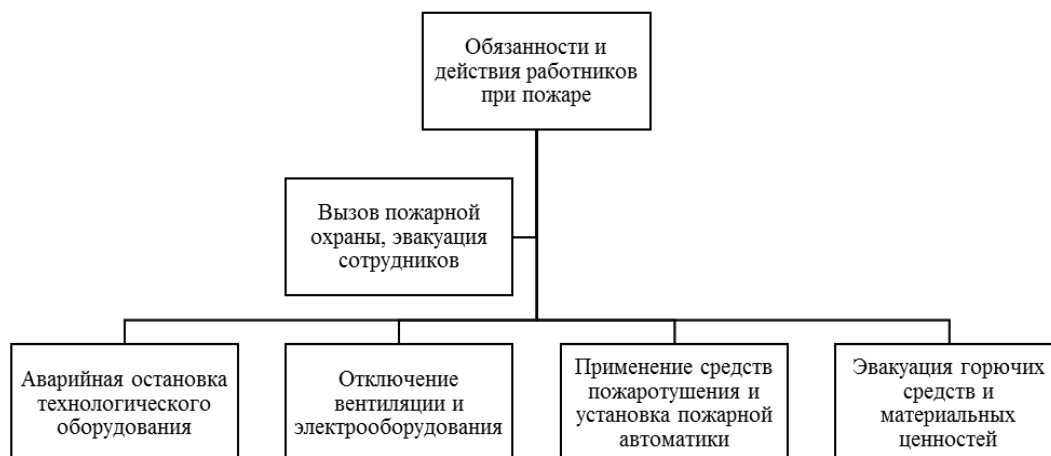 Обязанности и
действия работников
при пожаре
Вызов пожарной
охраны, эвакуация
сотрудников
Аварийная остановка
технологического
оборудования
Отключение
вентиляции и
электрооборудования
Применение средств
пожаротушения и
установка пожарной
автоматики
Эвакуация горючих
средств и
материальных
ценностей